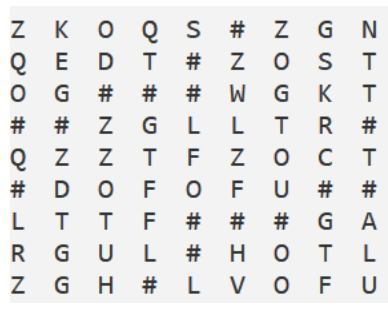 Z K O Q S # Z G N
Q E D T # Z O S T
O G # # # W G K T
# # Z G L L T R #
Q Z Z T F Z O C T
# D O F O F U # #
L T T F # # # G A
R G U L # H O T L
Z G H # L V O F U